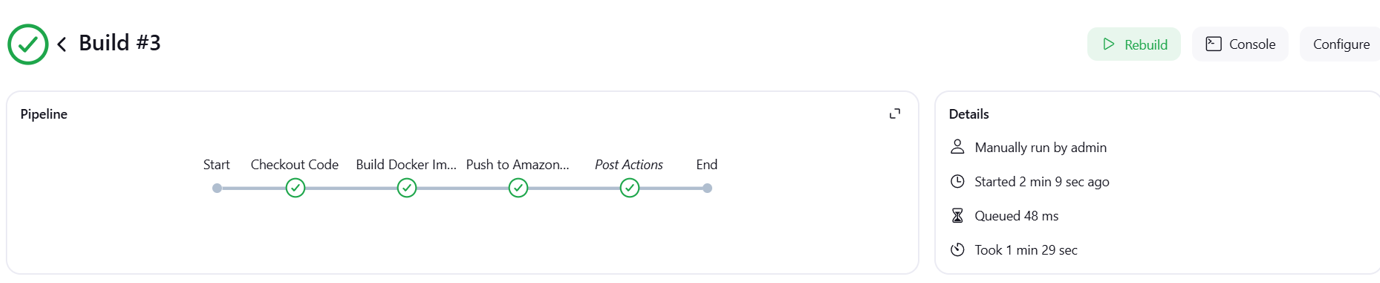 Build #3
Rebuild
Console
Configure
Pipeline
Start
Checkout Code
Build Docker Im...
Push to Amazon...
Post Actions
End
Details
Manually run by admin
Started 2 min 9 sec ago
Queued 48 ms
Took 1 min 29 sec